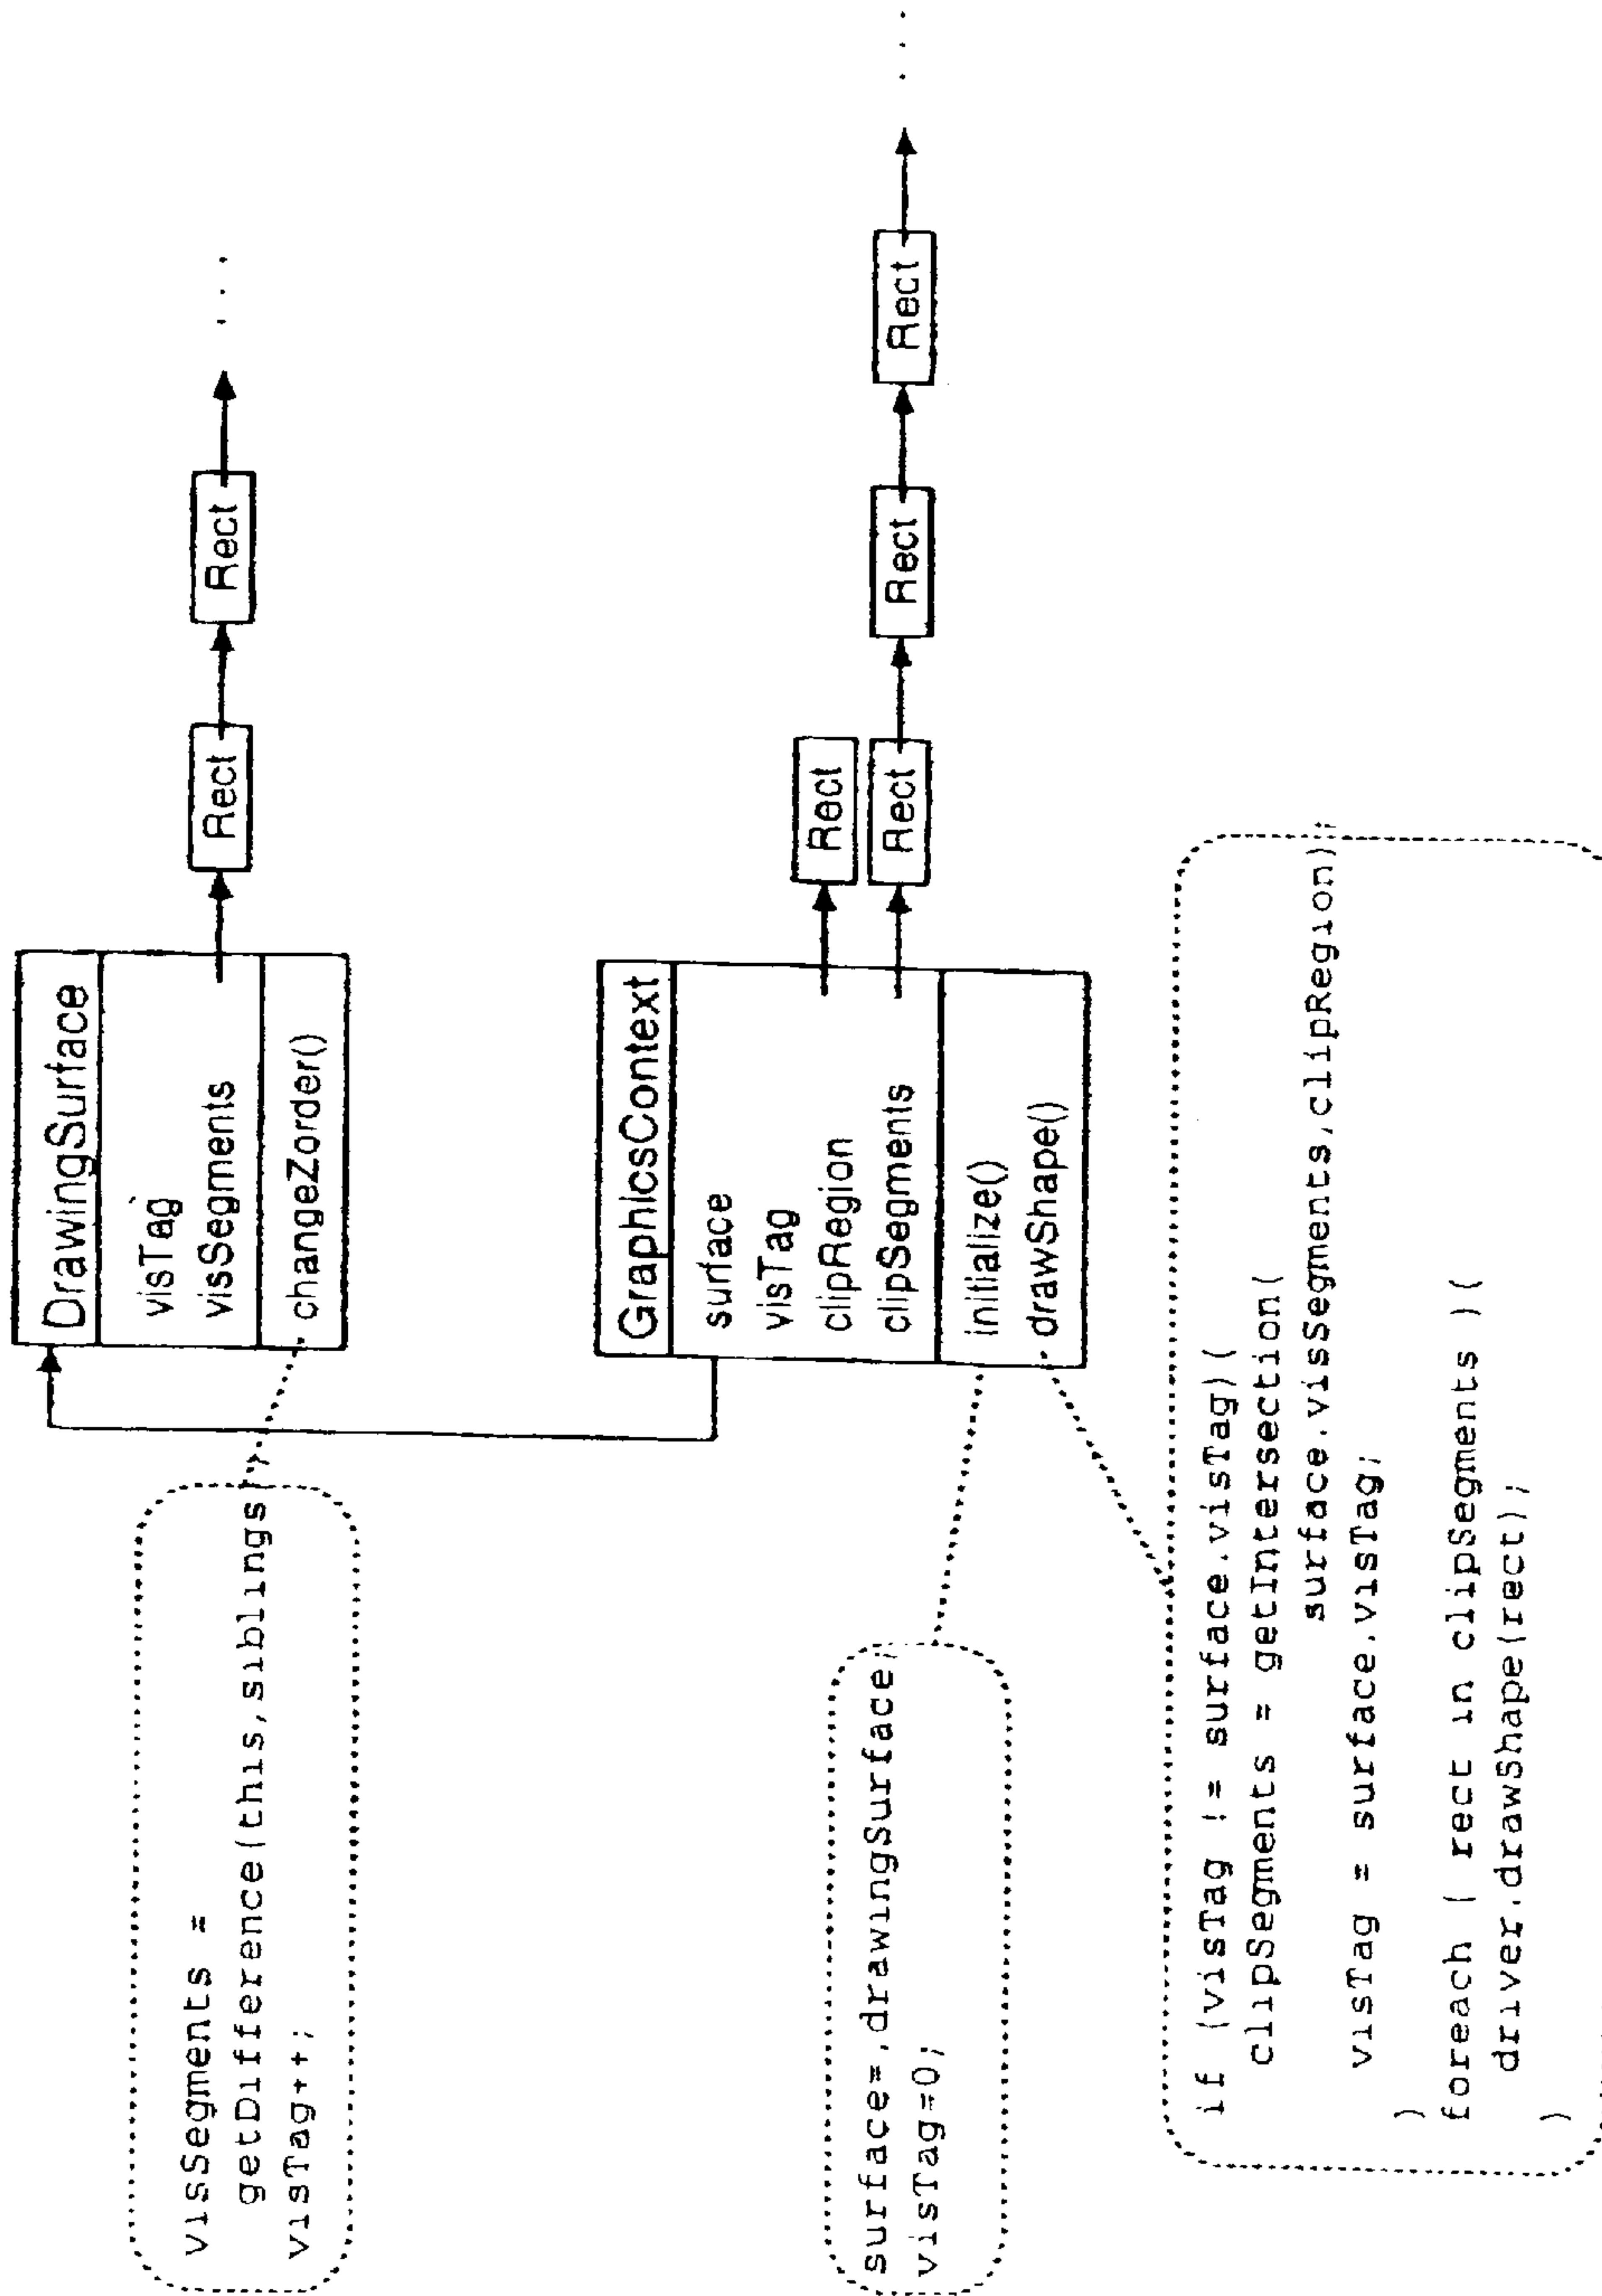 DrawingSurface
visTag
visSegments
changeZorder()
Rect
Rect
. . .
visSegments =
getDifference(this,siblings);
visTag++;
GraphicsContext
surface
visTag
clipRegion
clipSegments
initialize()
drawShape()
Rect
Rect
Rect
Rect
. . .
surface=,drawingSurface;
visTag=0;
if (visTag != surface.visTag)(
clipSegments = getIntersection(
surface.visSegments,clipRegion);
visTag = surface.visTag;
)
foreach ( rect in clipSegments )(
driver.drawShape(rect);
)